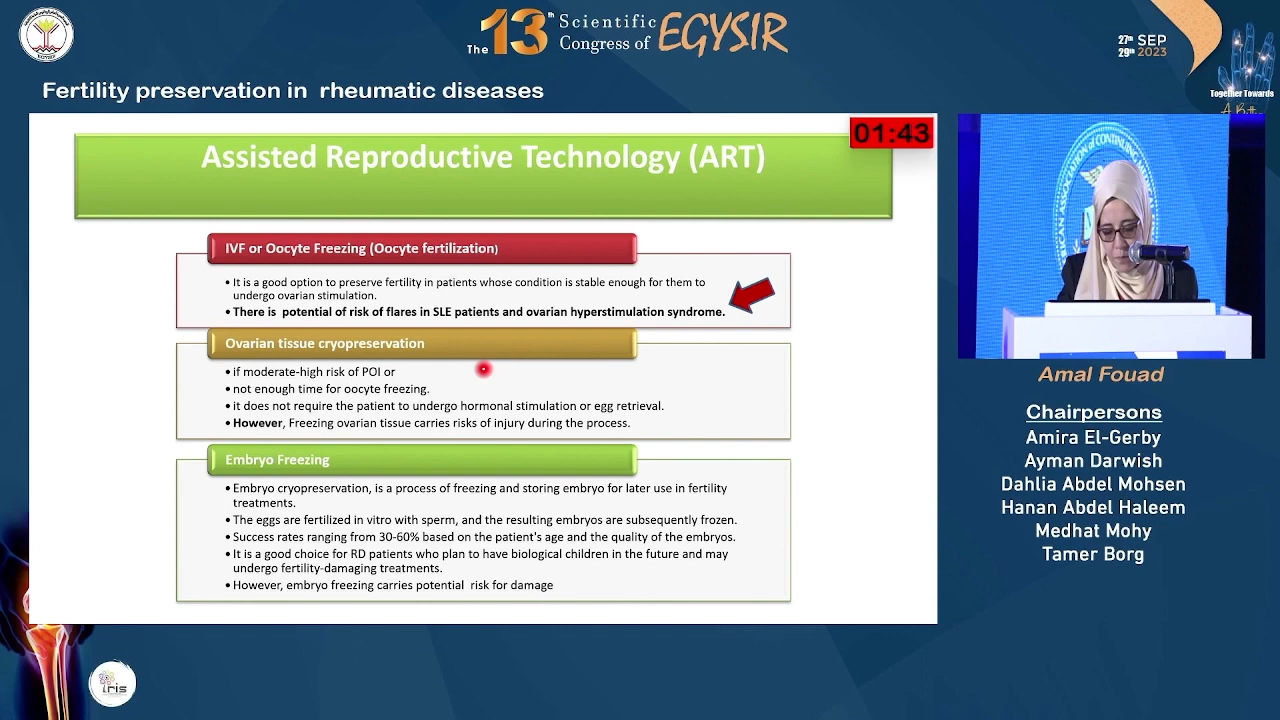 The 13th Scientific Congress of EGYSIR
27th SEP
29th 2023
Together Towards
Fertility preservation in rheumatic diseases
01:43
Assisted Reproductive Technology (ART)
IVF or Oocyte Freezing (Oocyte fertilization)
• It is a good option to preserve fertility in patients whose condition is stable enough for them to
undergo ovarian stimulation.
• There is potential of risk of flares in SLE patients and ovarian hyperstimulation syndrome.
Ovarian tissue cryopreservation
• if moderate-high risk of POI or
• not enough time for oocyte freezing.
• it does not require the patient to undergo hormonal stimulation or egg retrieval.
• However, Freezing ovarian tissue carries risks of injury during the process.
Embryo Freezing
• Embryo cryopreservation, is a process of freezing and storing embryo for later use in fertility
treatments.
• The eggs are fertilized in vitro with sperm, and the resulting embryos are subsequently frozen.
• Success rates ranging from 30-60% based on the patient's age and the quality of the embryos.
• It is a good choice for RD patients who plan to have biological children in the future and may
undergo fertility-damaging treatments.
• However, embryo freezing carries potential risk for damage
Amal Fouad
Chairpersons
Amira El-Gerby
Ayman Darwish
Dahlia Abdel Mohsen
Hanan Abdel Haleem
Medhat Mohy
Tamer Borg
iris